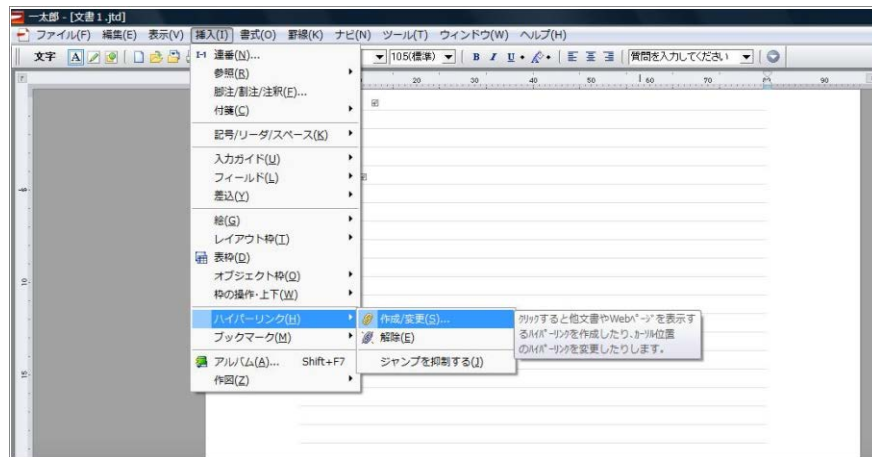 一太郎 - [文書1.jtd]
ファイル(F) 編集(E) 表示(V) 挿入(I) 書式(O) 罫線(K) ナビ(N) ツール(T) ウィンドウ(W) ヘルプ(H)
文字 A 105(標準) B I U 質問を入力してください
20 30 40 50 60 70 90
連番(N)...
参照(R)
脚注/割注/注釈(F)...
付箋(C)
記号/リーダ/スペース(K)
入力ガイド(U)
フィールド(L)
差込(Y)
絵(G)
レイアウト枠(T)
表枠(D)
オブジェクト枠(O)
枠の操作・上下(W)
ハイパーリンク(H)
ブックマーク(M)
アルバム(A)... Shift+F7
作図(Z)
作成/変更(S)...
解除(E)
ジャンプを抑制する(J)
クリックすると他文書やWebページを表示す
るハイパーリンクを作成したり、カーソル位置
のハイパーリンクを変更したりします。
5
10
15